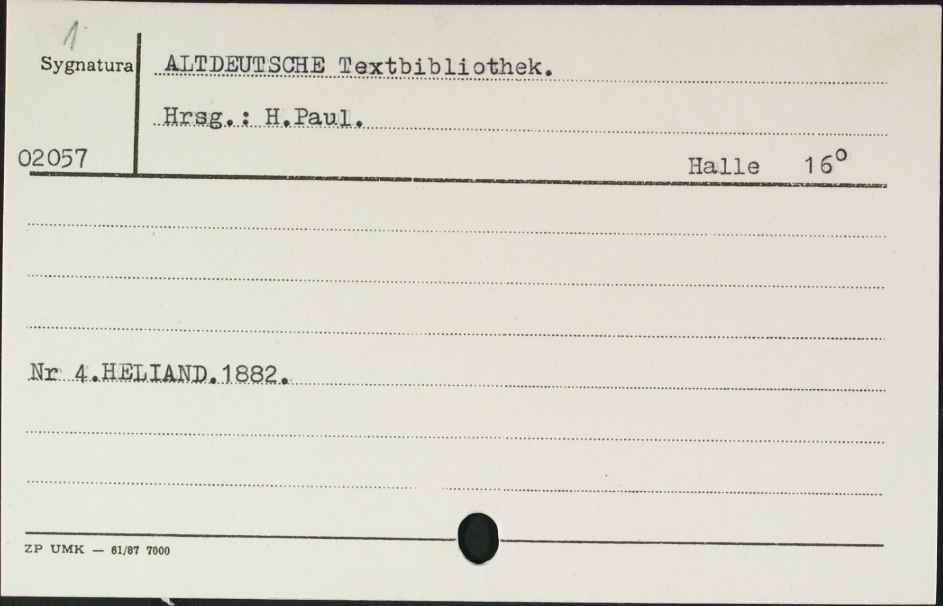 1
Sygnatura
ALTDEUTSCHE Textbibliothek.
Hrsg.: H.Paul.
02057
Halle 16°
Nr 4.HELIAND.1882.
ZP UMK — 61/87 7000